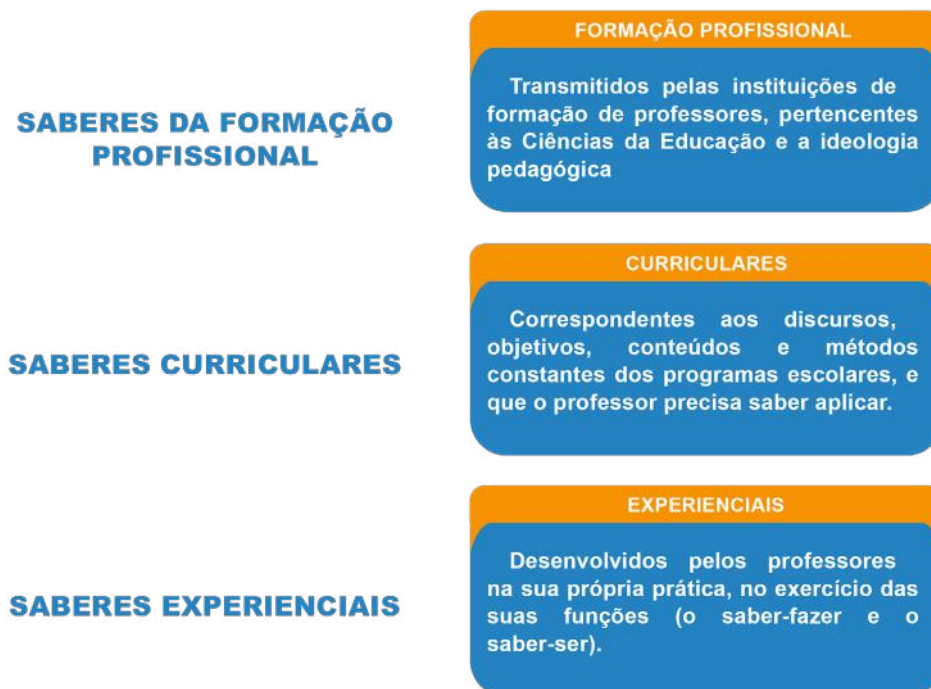 SABERES DA FORMAÇÃO
PROFISSIONAL
FORMAÇÃO PROFISSIONAL
Transmitidos pelas instituições de
formação de professores, pertencentes
às Ciências da Educação e a ideologia
pedagógica
SABERES CURRICULARES
CURRICULARES
Correspondentes aos discursos,
objetivos, conteúdos e métodos
constantes dos programas escolares, e
que o professor precisa saber aplicar.
SABERES EXPERIENCIAIS
EXPERIENCIAIS
Desenvolvidos pelos professores
na sua própria prática, no exercício das
suas funções (o saber-fazer e o
saber-ser).